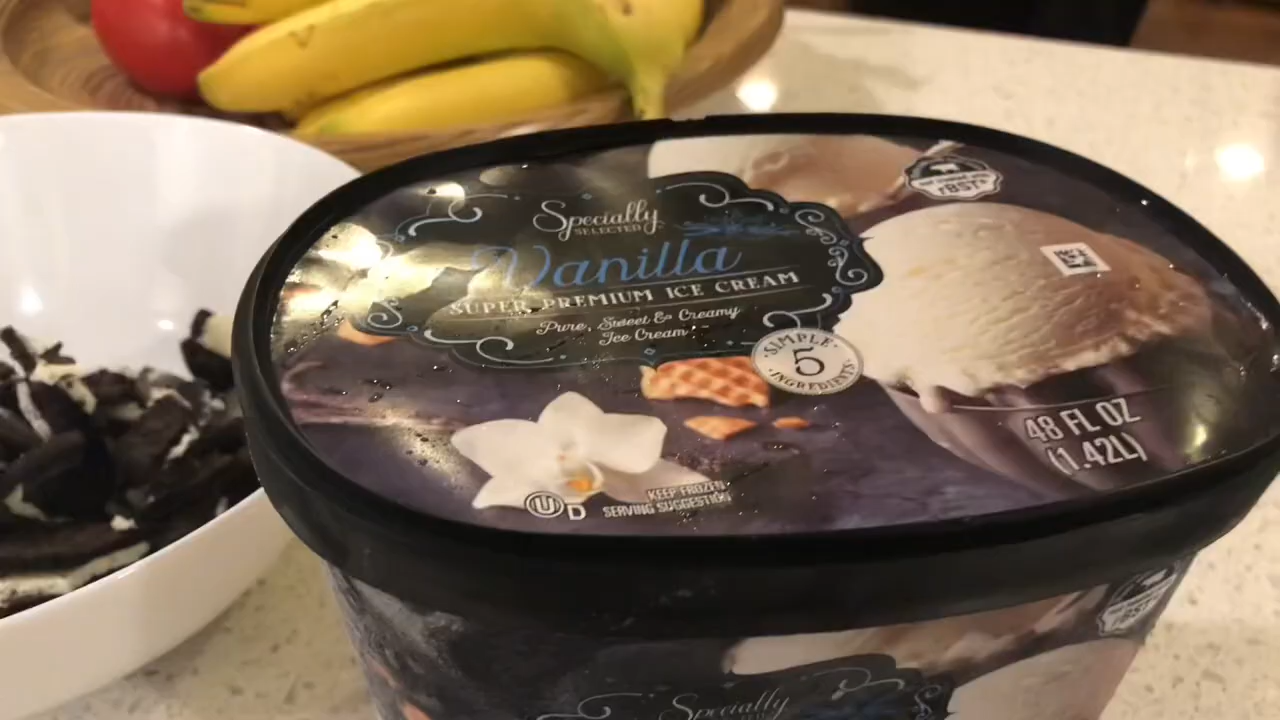 Specially
SELECTED
Vanilla
SUPER PREMIUM ICE CREAM
Pure, Sweet & Creamy
Ice Cream
SIMPLE
5
INGREDIENTS
rBST*
48 FL OZ
(1.42L)
KEEP FROZEN
SERVING SUGGESTION
U D
Specially